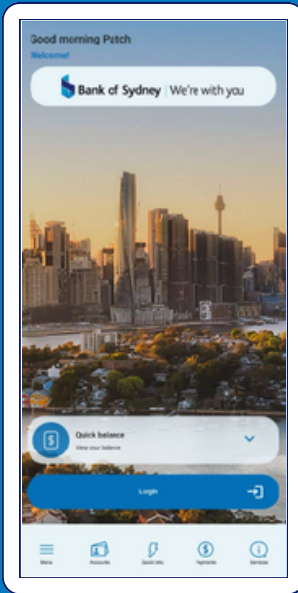 Good morning Patch
Welcome!
Bank of Sydney We're with you
Quick balance
View your balance
Login
Menu
Accounts
Quick links
Payments
Services